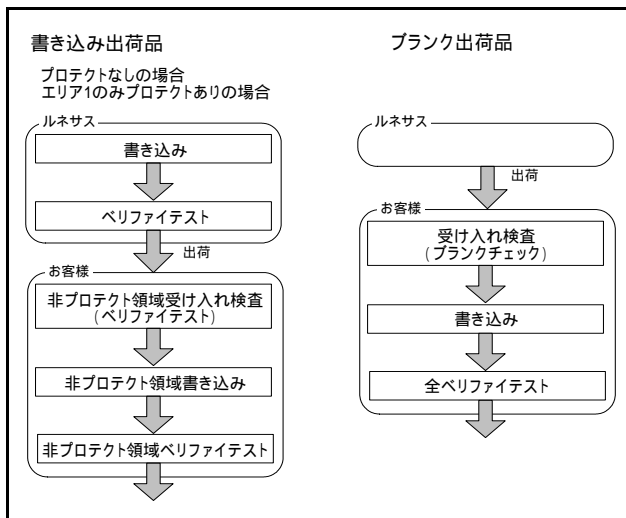 書き込み出荷品
プロテクトなしの場合
エリア1のみプロテクトありの場合
ルネサス
書き込み
ベリファイテスト
出荷
お客様
非プロテクト領域受け入れ検査
(ベリファイテスト)
非プロテクト領域書き込み
非プロテクト領域ベリファイテスト
ブランク出荷品
ルネサス
出荷
お客様
受け入れ検査
(ブランクチェック)
書き込み
全ベリファイテスト